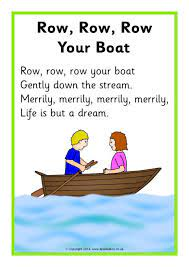 Row, Row, Row
Your Boat
Row, row, row your boat
Gently down the stream.
Merrily, merrily, merrily, merrily,
Life is but a dream.